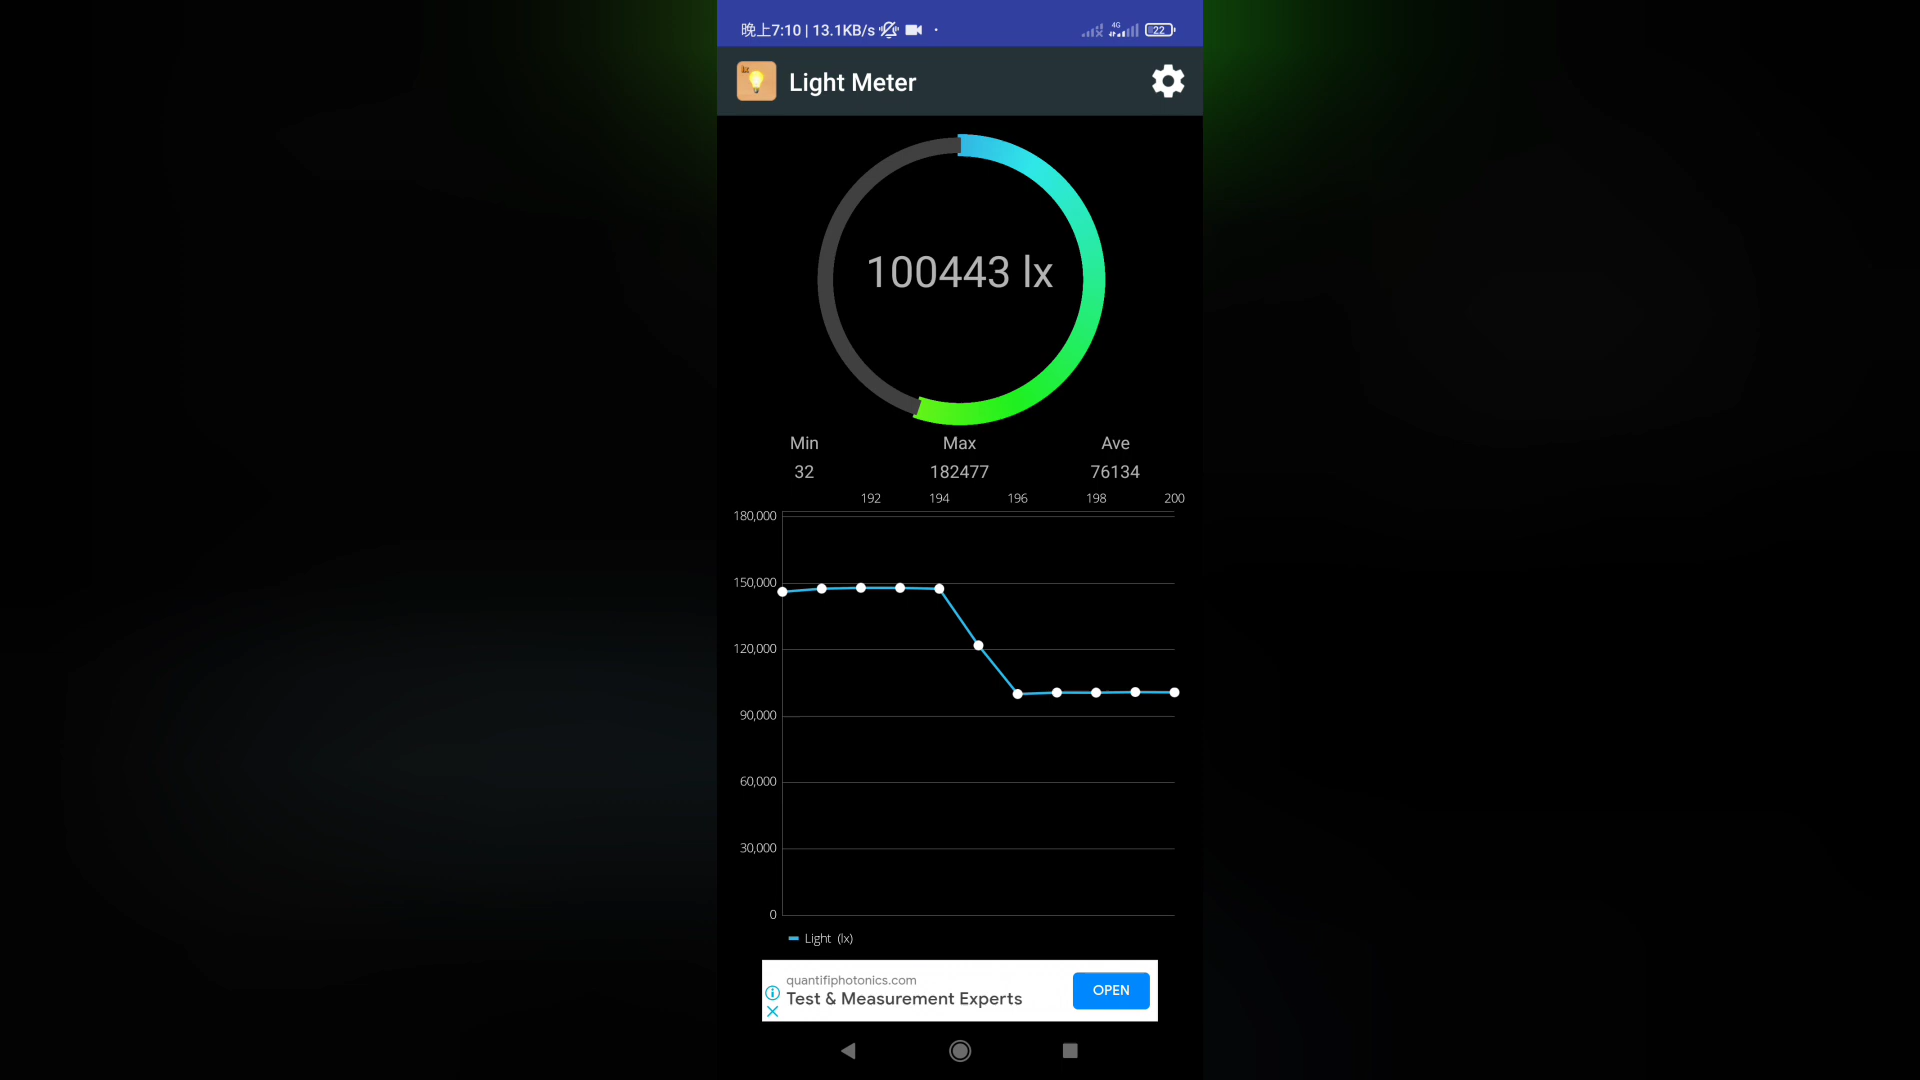 晚上7:10 | 13.1KB/s
4G
22
lx
Light Meter
100443 lx
Min Max Ave
32 182477 76134
192 194 196 198 200
180,000
150,000
120,000
90,000
60,000
30,000
0
Light (lx)
quantifiphotonics.com
Test & Measurement Experts
OPEN